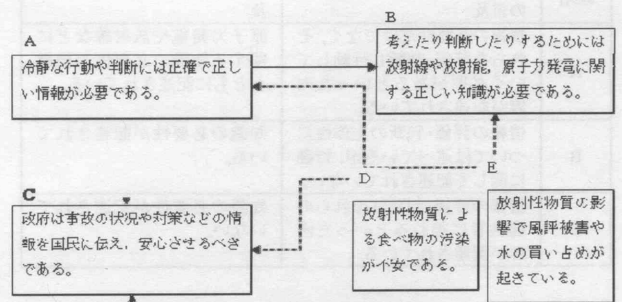 A
冷静な行動や判断には正確で正し
い情報が必要である。
B
考えたり判断したりするためには
放射線や放射能，原子力発電に関
する正しい知識が必要である。
C
政府は事故の状況や対策などの情
報を国民に伝え，安心させるべき
である。
D
放射性物質によ
る食べ物の汚染
が不安である。
E
放射性物質の影
響で風評被害や
水の買い占めが
起きている。